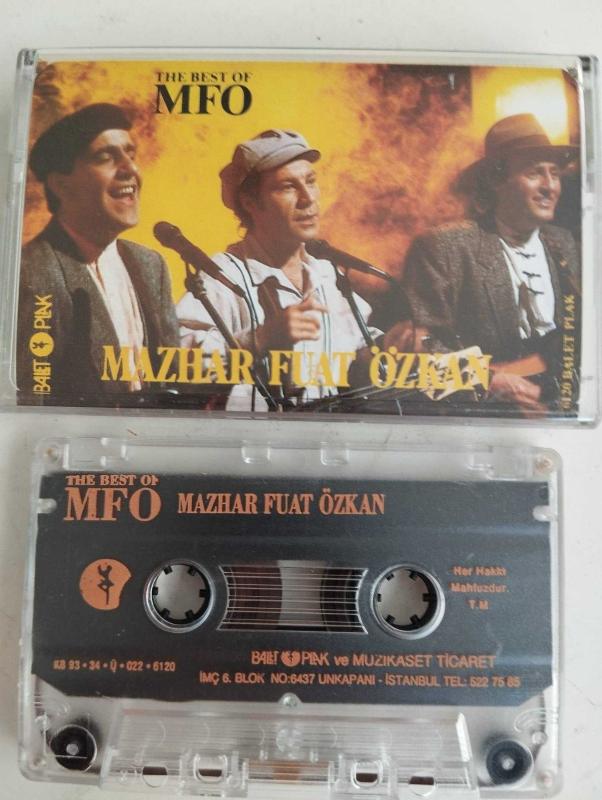 THE BEST OF
MFO
BALET PLAK
MAZHAR FUAT ÖZKAN
6120 BALET PLAK
THE BEST OF
MFO MAZHAR FUAT ÖZKAN
Her Hakkı
Mahfuzdur.
T.M
KB 93 • 34 • Ü • 022 • 6120
BALET PLAK ve MÜZİKASET TİCARET
İMÇ 6. BLOK NO:6437 UNKAPANI - İSTANBUL TEL: 522 75 85